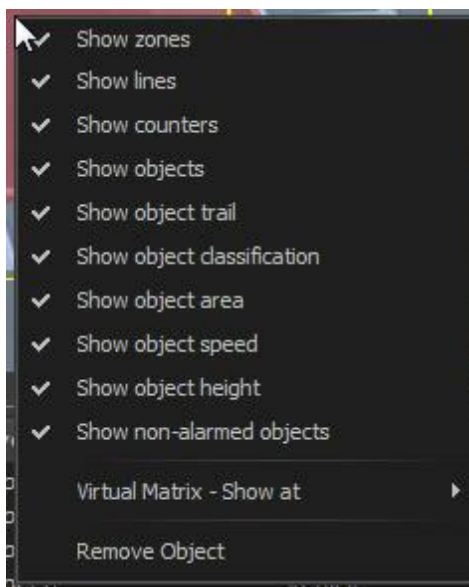 Show zones
Show lines
Show counters
Show objects
Show object trail
Show object classification
Show object area
Show object speed
Show object height
Show non-alarmed objects
Virtual Matrix - Show at
Remove Object